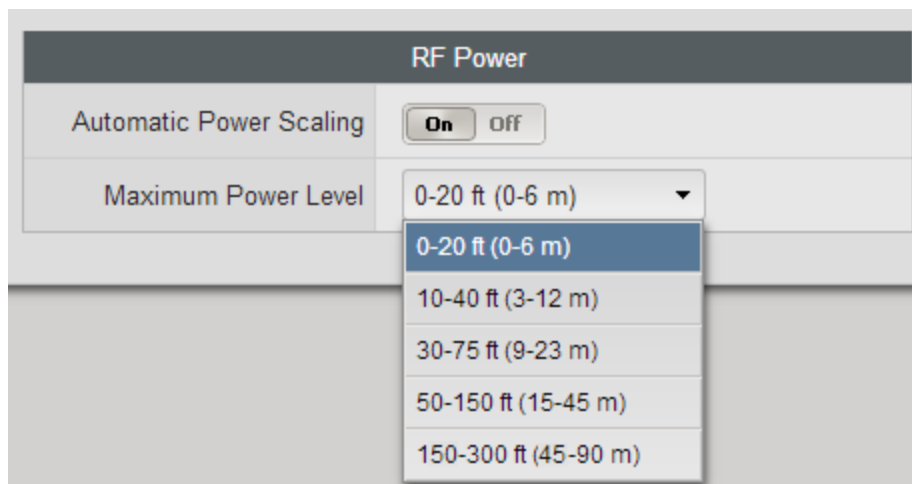 RF Power
Automatic Power Scaling On Off
Maximum Power Level 0-20 ft (0-6 m)
0-20 ft (0-6 m)
10-40 ft (3-12 m)
30-75 ft (9-23 m)
50-150 ft (15-45 m)
150-300 ft (45-90 m)